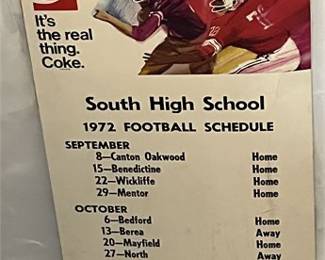 It's
the real
thing.
Coke.
South High School
1972 FOOTBALL SCHEDULE
SEPTEMBER
8—Canton Oakwood Home
15—Benedictine Home
22—Wickliffe Home
29—Mentor Home
OCTOBER
6—Bedford Home
13—Berea Away
20—Mayfield Home
27—North Away